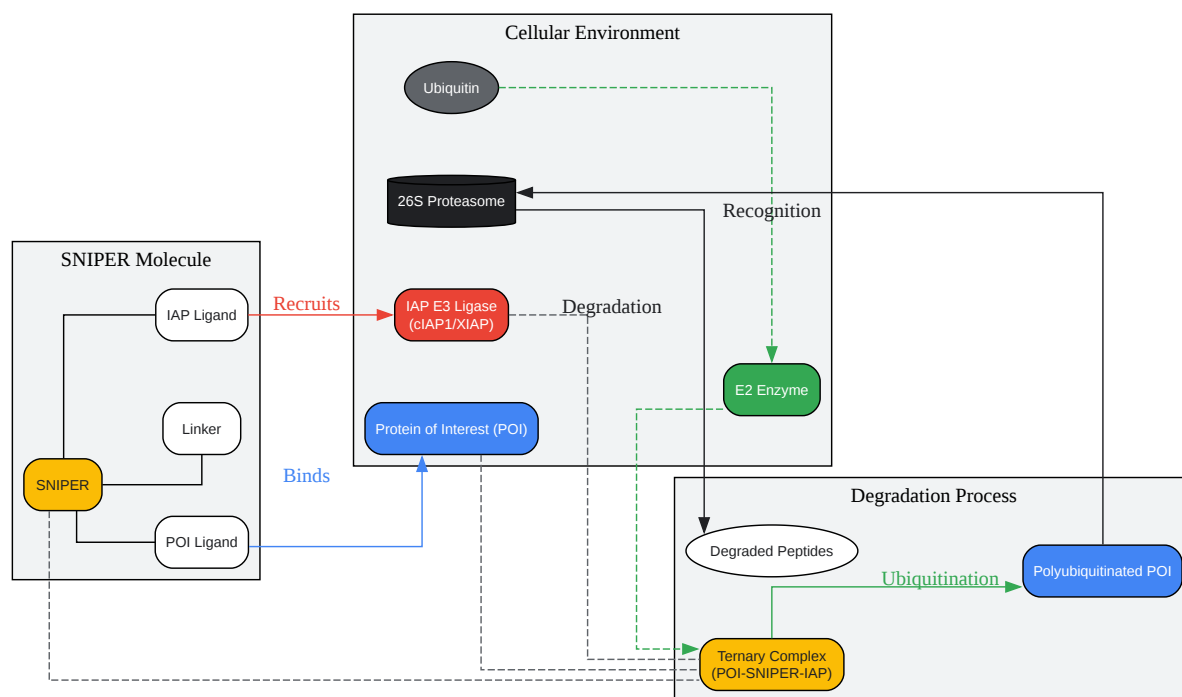 Cellular Environment
Ubiquitin
26S Proteasome
Recognition
SNIPER Molecule
IAP Ligand
Recruits
IAP E3 Ligase
(cIAP1/XIAP)
Degradation
E2 Enzyme
Linker
Protein of Interest (POI)
SNIPER
Binds
POI Ligand
Degradation Process
Degraded Peptides
Ubiquitination
Polyubiquitinated POI
Ternary Complex
(POI-SNIPER-IAP)